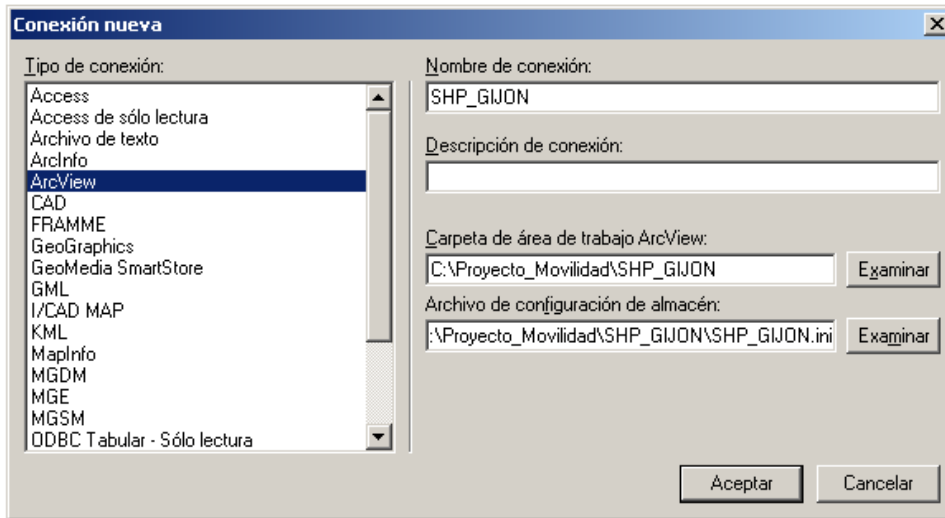 Conexión nueva
Tipo de conexión:
Access
Access de sólo lectura
Archivo de texto
ArcInfo
ArcView
CAD
FRAMME
GeoGraphics
GeoMedia SmartStore
GML
I/CAD MAP
KML
MapInfo
MGDM
MGE
MGSM
ODBC Tabular - Sólo lectura
Nombre de conexión:
SHP_GIJON
Descripción de conexión:
Carpeta de área de trabajo ArcView:
C:\Proyecto_Movilidad\SHP_GIJON
Examinar
Archivo de configuración de almacén:
:\Proyecto_Movilidad\SHP_GIJON\SHP_GIJON.ini
Examinar
Aceptar
Cancelar